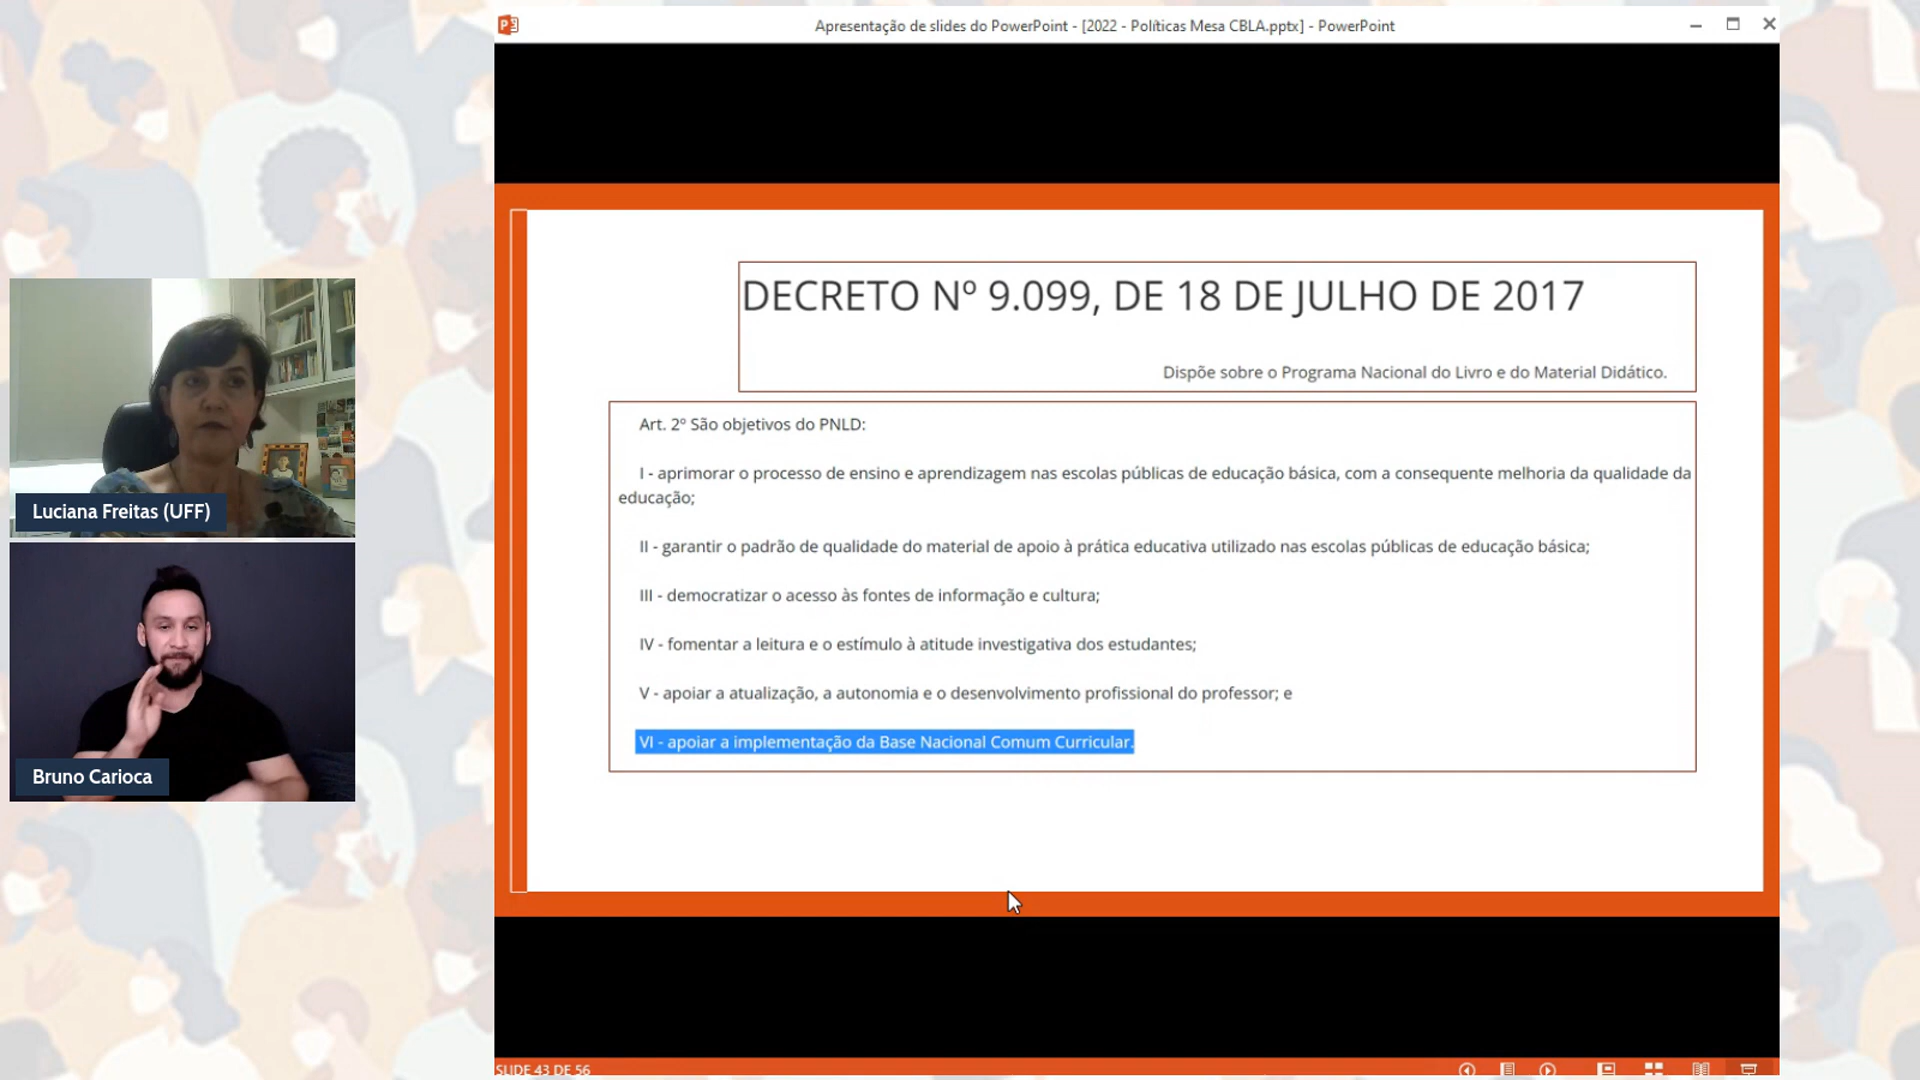 Apresentação de slides do PowerPoint - [2022 - Políticas Mesa CBLA.pptx] - PowerPoint
DECRETO Nº 9.099, DE 18 DE JULHO DE 2017
Dispõe sobre o Programa Nacional do Livro e do Material Didático.
Art. 2º São objetivos do PNLD:
I - aprimorar o processo de ensino e aprendizagem nas escolas públicas de educação básica, com a consequente melhoria da qualidade da
educação;
II - garantir o padrão de qualidade do material de apoio à prática educativa utilizado nas escolas públicas de educação básica;
III - democratizar o acesso às fontes de informação e cultura;
IV - fomentar a leitura e o estímulo à atitude investigativa dos estudantes;
V - apoiar a atualização, a autonomia e o desenvolvimento profissional do professor; e
VI - apoiar a implementação da Base Nacional Comum Curricular.
Luciana Freitas (UFF)
Bruno Carioca
SLIDE 43 DE 56